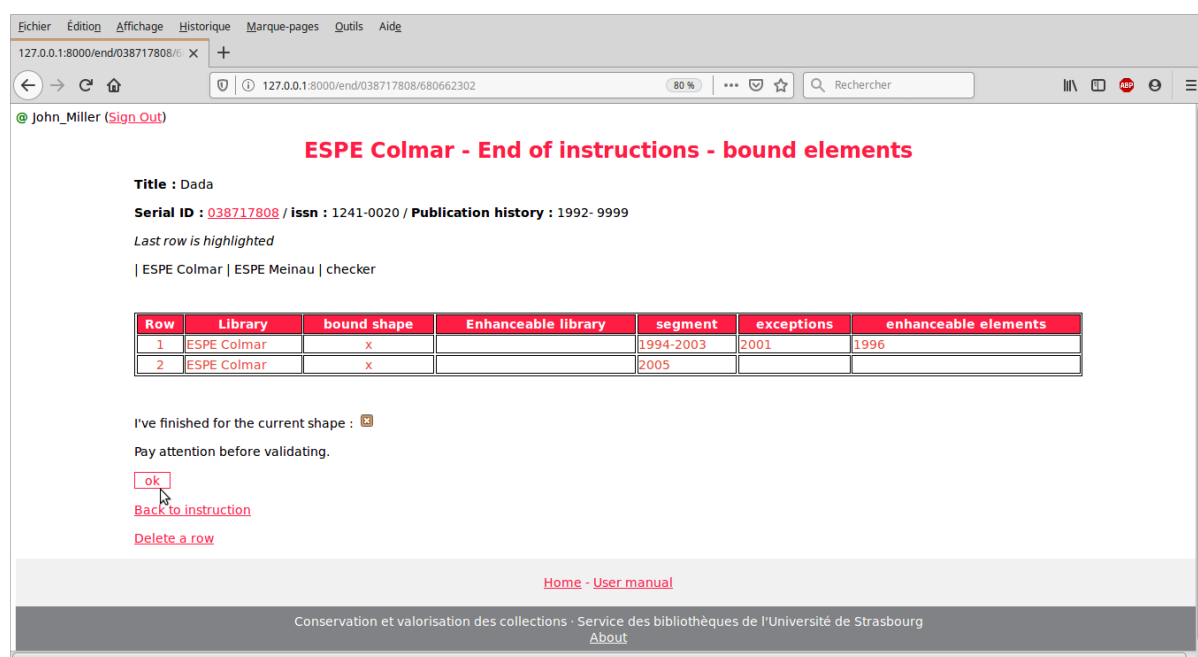 Fichier Édition Affichage Historique Marque-pages Outils Aide
127.0.0.1:8000/end/038717808/6
127.0.0.1:8000/end/038717808/680662302 80 % Rechercher ABP
@ John_Miller (Sign Out)
ESPE Colmar - End of instructions - bound elements
Title : Dada
Serial ID : 038717808 / issn : 1241-0020 / Publication history : 1992- 9999
Last row is highlighted
| ESPE Colmar | ESPE Meinau | checker
Row Library bound shape Enhanceable library segment exceptions enhanceable elements
1 ESPE Colmar x 1994-2003 2001 1996
2 ESPE Colmar x 2005
I've finished for the current shape :
Pay attention before validating.
ok
Back to instruction
Delete a row
Home - User manual
Conservation et valorisation des collections · Service des bibliothèques de l'Université de Strasbourg
About